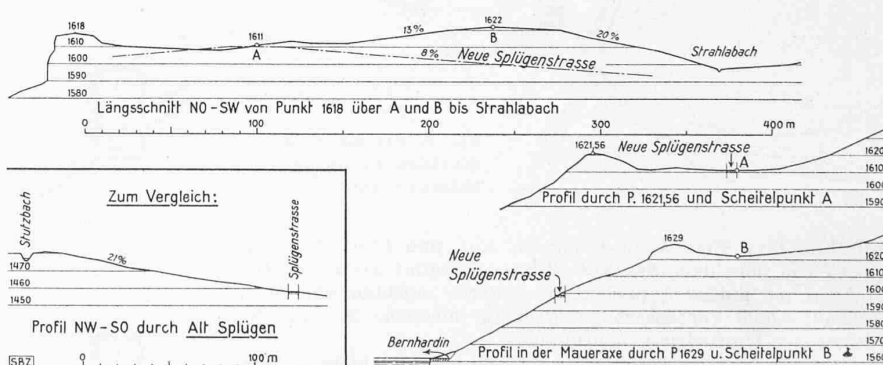 1618
1610
1600
1590
1580
1611
A
13%
8%
1622
B
20%
Neue Splügenstrasse
Strahlabach
Längsschnitt NO-SW von Punkt 1618 über A und B bis Strahlabach
0 100 200 300 400 m
Zum Vergleich:
Stutzbach
21%
Splügenstrasse
1470
1460
1450
Profil NW-SO durch Alt Splügen
SBZ
0 100 m
1621,56
Neue Splügenstrasse
A
1620
1610
1600
1590
Profil durch P. 1621,56 und Scheitelpunkt A
1629
B
Neue
Splügenstrasse
Bernhardin
1620
1610
1600
1590
1580
1570
1560
Profil in der Maueraxe durch P1629 u. Scheitelpunkt B